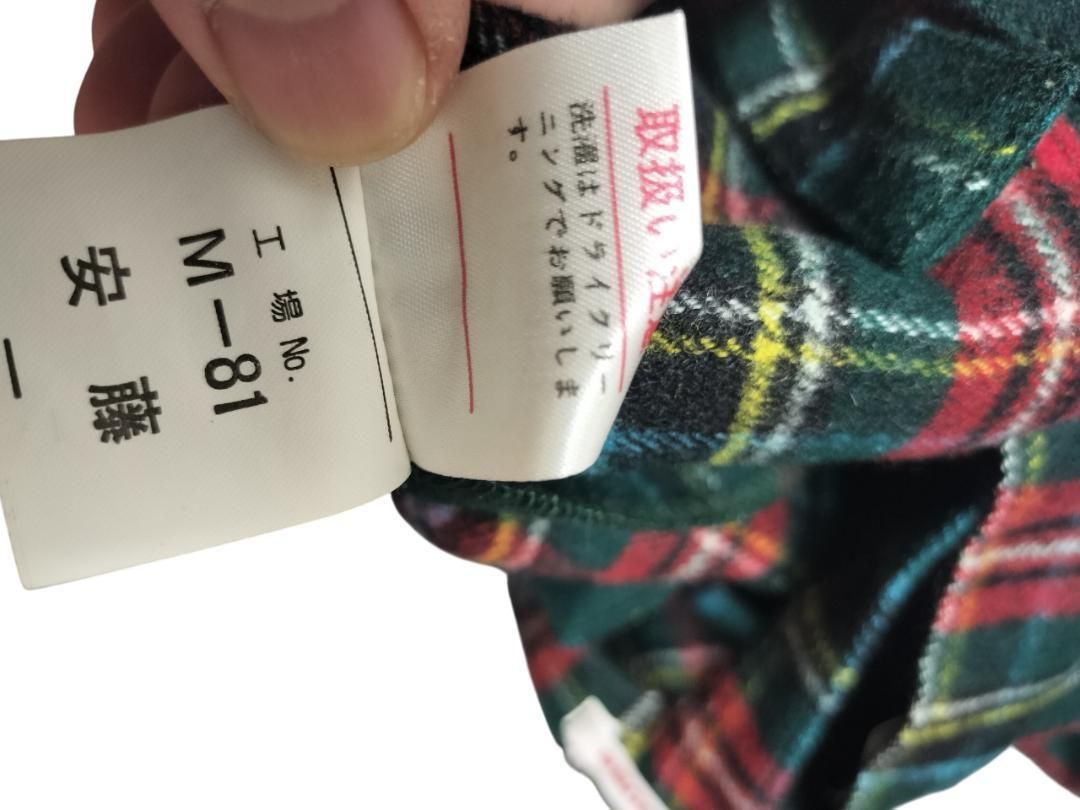 取扱い注
洗濯はドライクリー
ニングでお願いしま
す。
工場No.
M-81
安藤